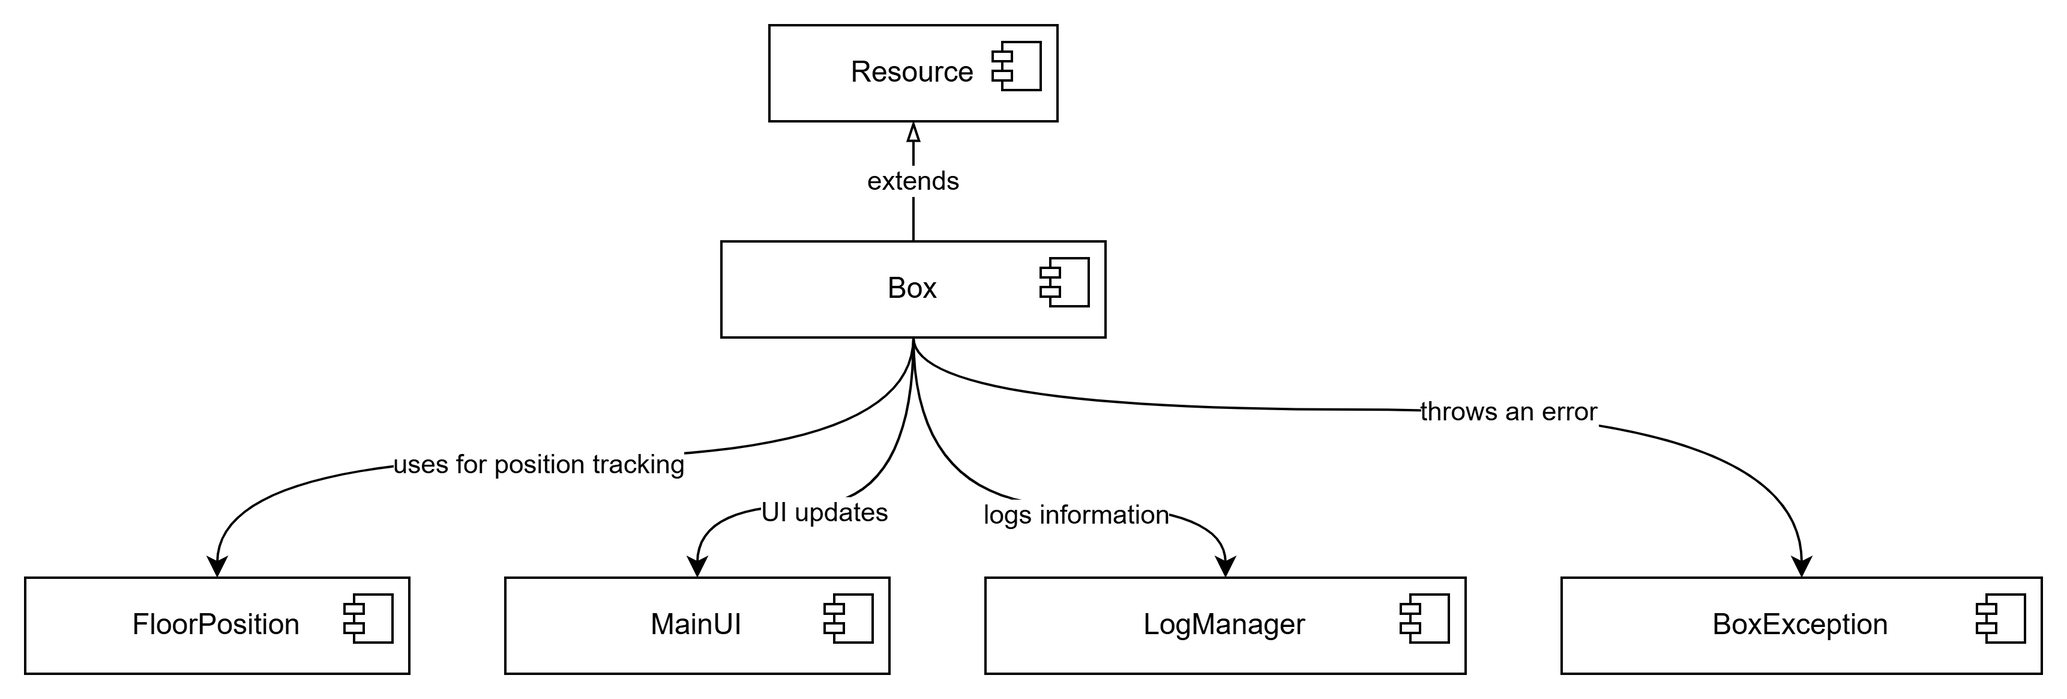 Resource
extends
Box
throws an error
uses for position tracking
UI updates
logs information
FloorPosition
MainUI
LogManager
BoxException